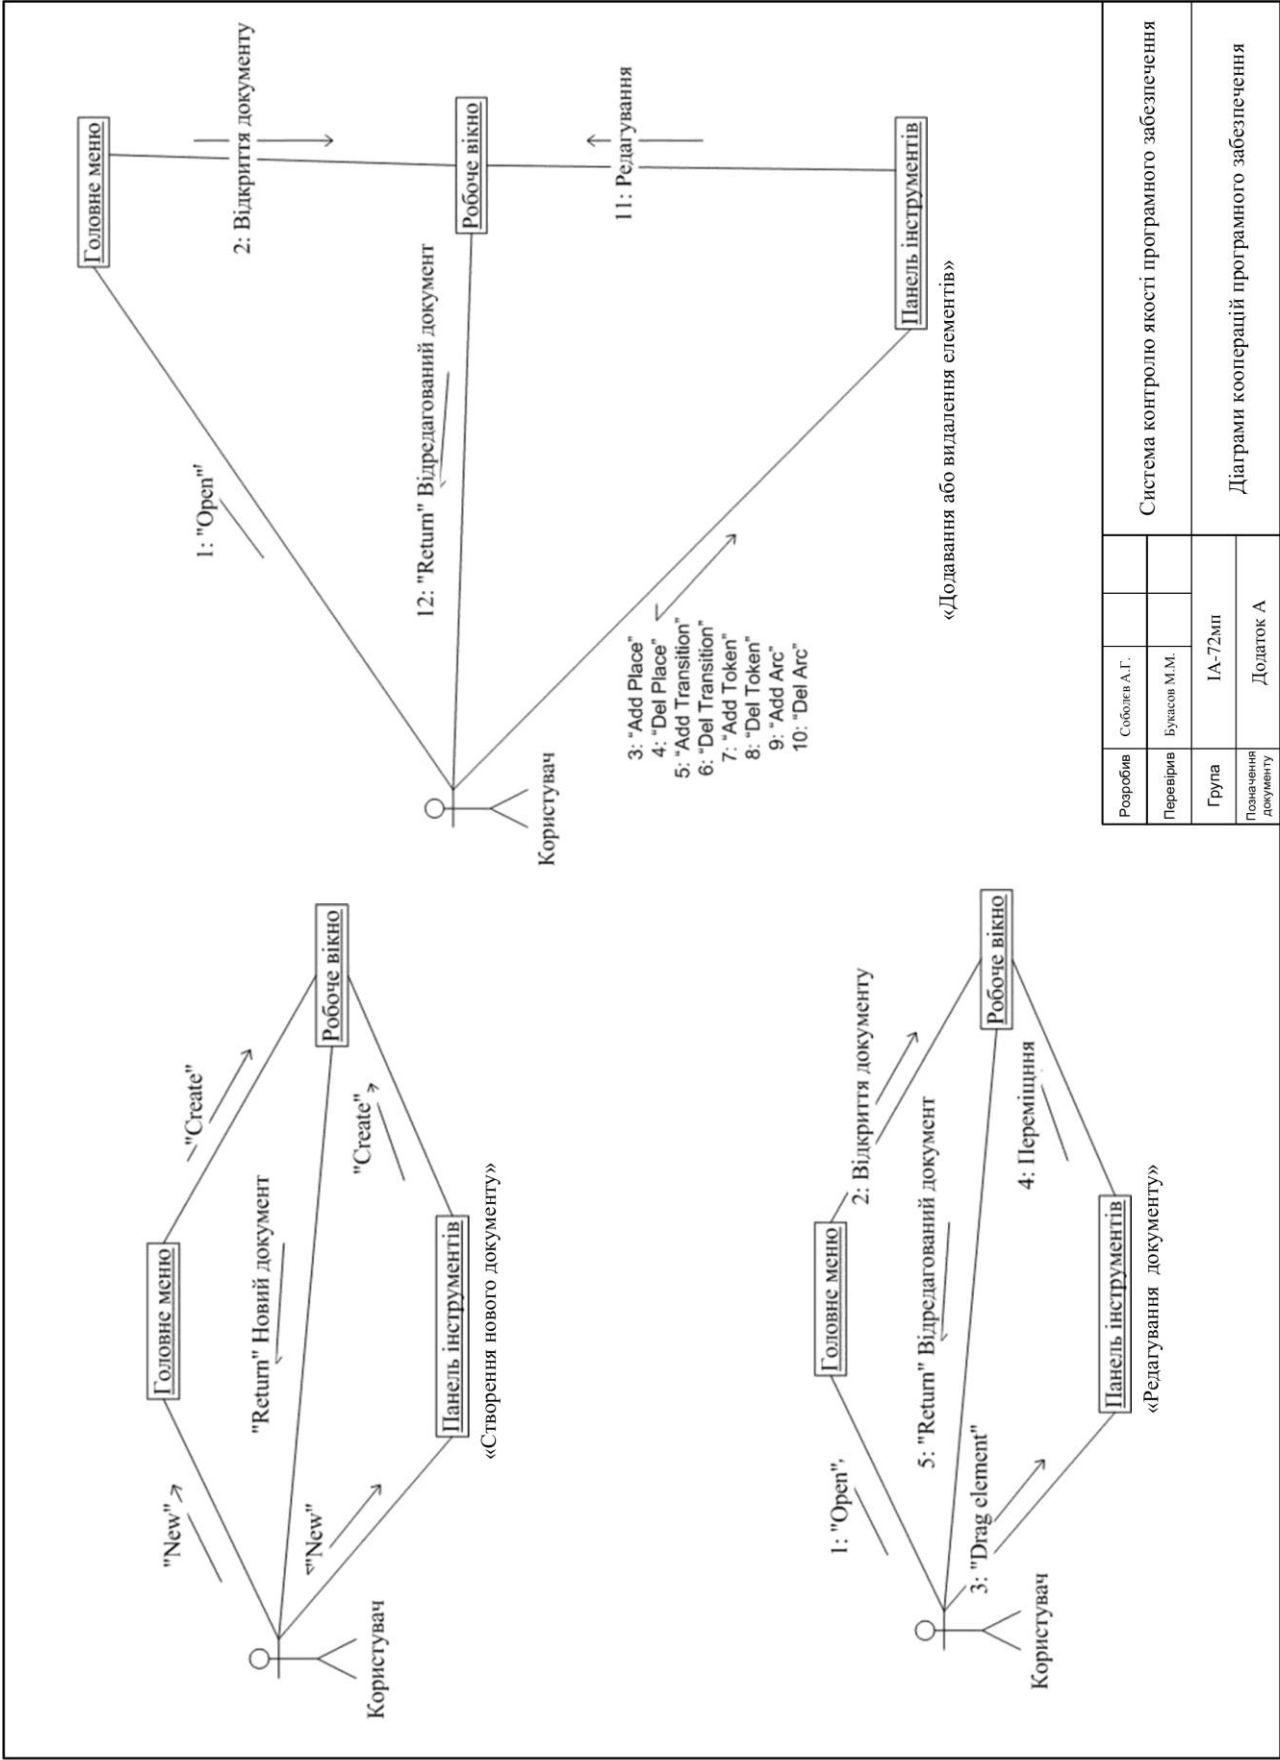 "New"
"Create"
Головне меню
"Return" Новий документ
Робоче вікно
"New"
"Create"
Користувач
Панель інструментів
«Створення нового документу»
1: "Open"
2: Відкриття документу
Головне меню
5: "Return" Відредагований документ
Робоче вікно
3: "Drag element"
4: Переміщння
Користувач
Панель інструментів
«Редагування документу»
Головне меню
1: "Open"
2: Відкриття документу
12: "Return" Відредагований документ
Робоче вікно
Користувач
11: Редагування
3: "Add Place"
4: "Del Place"
5: "Add Transition"
6: "Del Transition"
7: "Add Token"
8: "Del Token"
9: "Add Arc"
10: "Del Arc"
Панель інструментів
«Додавання або видалення елементів»
Розробив Соболєв А.Г.
Перевірив Букасов М.М.
Система контролю якості програмного забезпечення
Група ІА-72мп
Позначення
документу
Додаток А
Діаграми кооперацій програмного забезпечення